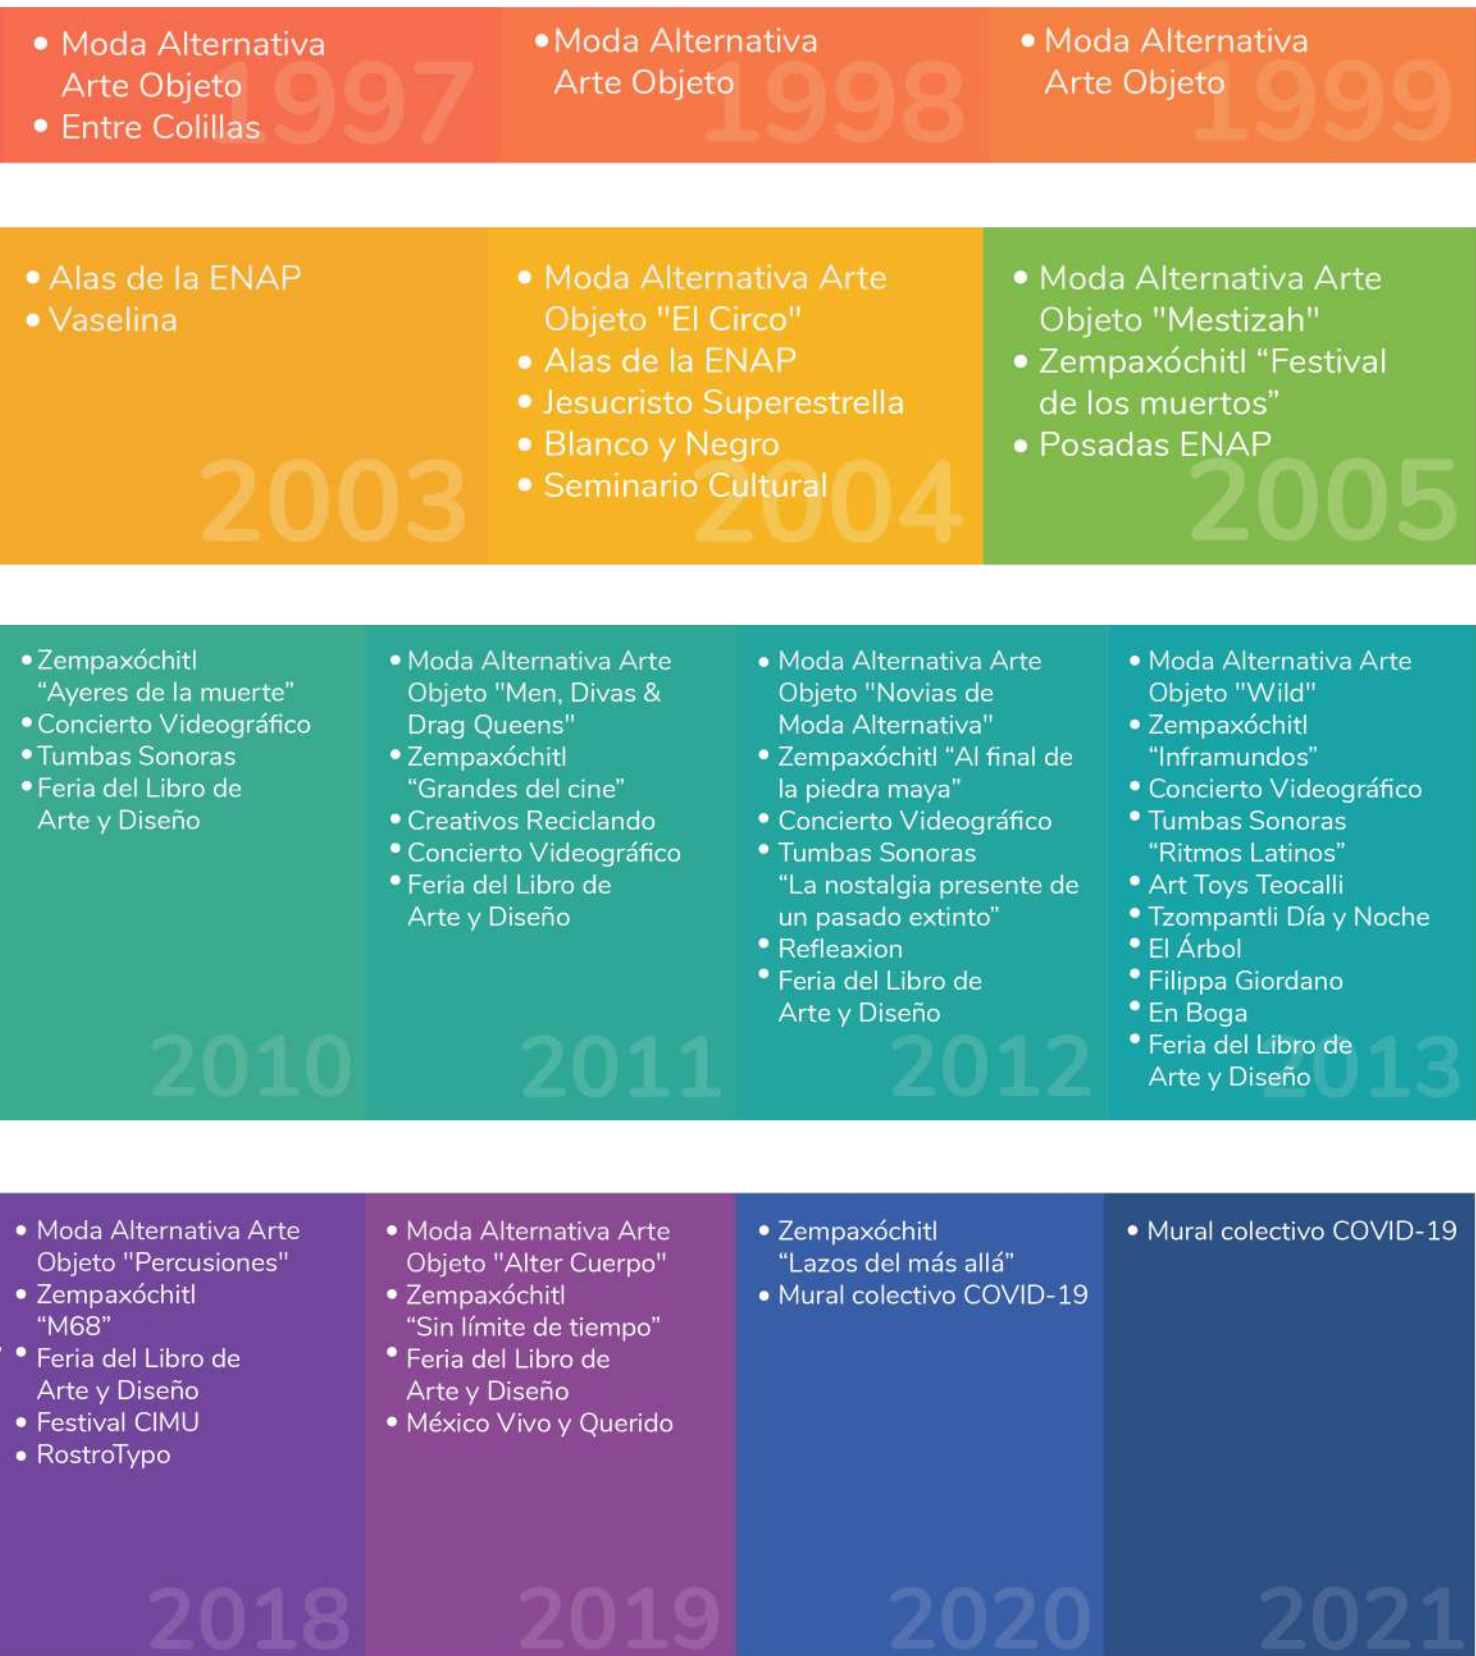 • Moda Alternativa
Arte Objeto
• Entre Colillas
1997
• Moda Alternativa
Arte Objeto
1998
• Moda Alternativa
Arte Objeto
1999
• Alas de la ENAP
• Vaselina
2003
• Moda Alternativa Arte
Objeto "El Circo"
• Alas de la ENAP
• Jesucristo Superestrella
• Blanco y Negro
• Seminario Cultural
2004
• Moda Alternativa Arte
Objeto "Mestizah"
• Zempaxóchitl “Festival
de los muertos”
• Posadas ENAP
2005
• Zempaxóchitl
“Ayeres de la muerte”
• Concierto Videográfico
• Tumbas Sonoras
• Feria del Libro de
Arte y Diseño
2010
• Moda Alternativa Arte
Objeto "Men, Divas &
Drag Queens"
• Zempaxóchitl
“Grandes del cine”
• Creativos Reciclando
• Concierto Videográfico
• Feria del Libro de
Arte y Diseño
2011
• Moda Alternativa Arte
Objeto "Novias de
Moda Alternativa"
• Zempaxóchitl “Al final de
la piedra maya”
• Concierto Videográfico
• Tumbas Sonoras
“La nostalgia presente de
un pasado extinto”
• Refleaxion
• Feria del Libro de
Arte y Diseño
2012
• Moda Alternativa Arte
Objeto "Wild"
• Zempaxóchitl
“Inframundos”
• Concierto Videográfico
• Tumbas Sonoras
“Ritmos Latinos”
• Art Toys Teocalli
• Tzompantli Día y Noche
• El Árbol
• Filippa Giordano
• En Boga
• Feria del Libro de
Arte y Diseño
2013
• Moda Alternativa Arte
Objeto "Percusiones"
• Zempaxóchitl
“M68”
• Feria del Libro de
Arte y Diseño
• Festival CIMU
• RostroTypo
2018
• Moda Alternativa Arte
Objeto "Alter Cuerpo"
• Zempaxóchitl
“Sin límite de tiempo”
• Feria del Libro de
Arte y Diseño
• México Vivo y Querido
2019
• Zempaxóchitl
“Lazos del más allá”
• Mural colectivo COVID-19
2020
• Mural colectivo COVID-19
2021